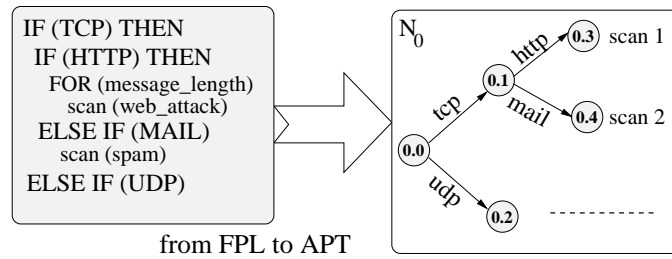 IF (TCP) THEN
IF (HTTP) THEN
FOR (message_length)
scan (web_attack)
ELSE IF (MAIL)
scan (spam)
ELSE IF (UDP)
from FPL to APT
N0
http
0.3 scan 1
0.1
tcp
mail
0.4 scan 2
0.0
udp
0.2